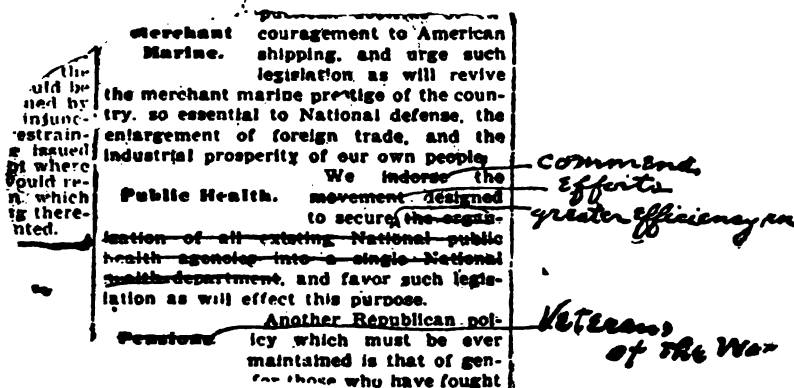 the
uld be
ned by
injunc-
estrain-
e issued
of where
ould re-
n. which
ig there-
nted.
Merchant Marine.
couragement to American
shipping, and urge such
legislation as will revive
the merchant marine prestige of the coun-
try, so essential to National defense, the
enlargement of foreign trade, and the
industrial prosperity of our own people.
Public Health.
We indorse the
movement designed
to secure the organ-
ization of all existing National public
health agencies into a single National
health department, and favor such legis-
lation as will effect this purpose.
Pensions
Another Republican pol-
icy which must be ever
maintained is that of gen-
for those who have fought
commend
Efforts
greater efficiency in
Veterans
of the War